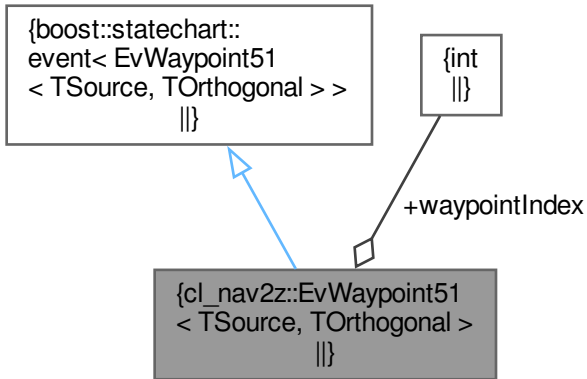 {boost::statechart::
event< EvWaypoint51
< TSource, TOrthogonal > >
||}
{int
||}
+waypointIndex
{cl_nav2z::EvWaypoint51
< TSource, TOrthogonal >
||}